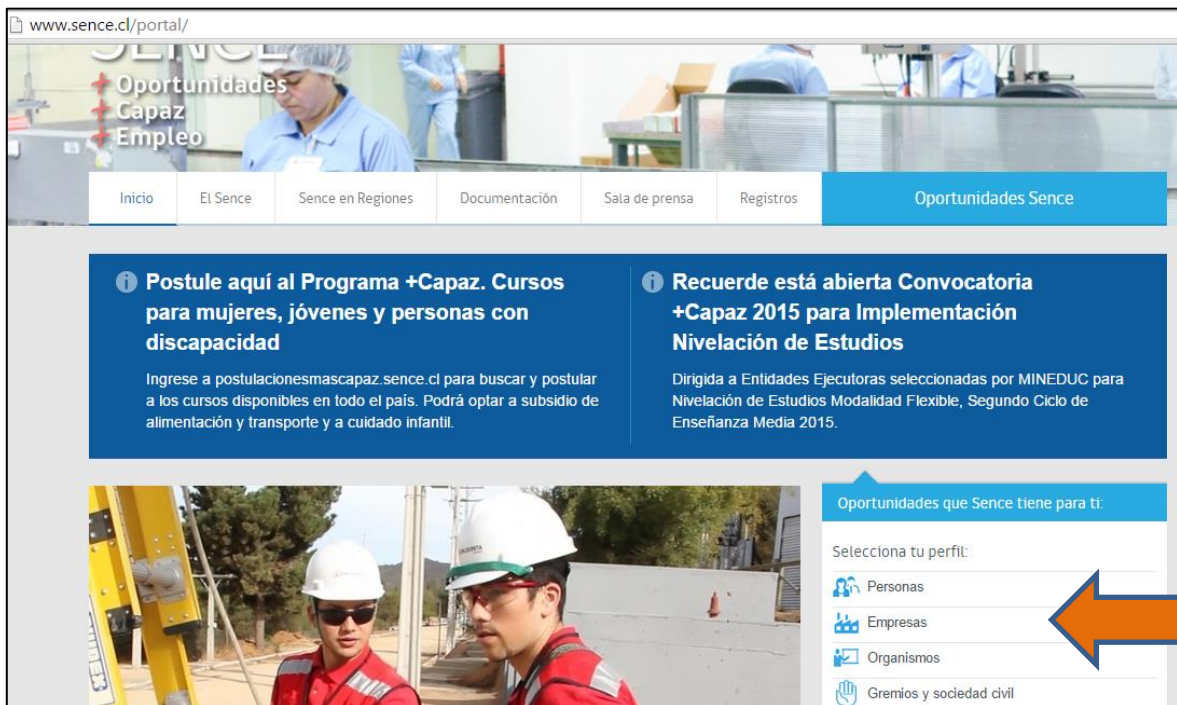 www.sence.cl/portal/
SENCE
+Oportunidades
+Capaz
+Empleo
Inicio
El Sence
Sence en Regiones
Documentación
Sala de prensa
Registros
Oportunidades Sence
Postule aquí al Programa +Capaz. Cursos
para mujeres, jóvenes y personas con
discapacidad
Ingrese a postulacionesmascapaz.sence.cl para buscar y postular
a los cursos disponibles en todo el país. Podrá optar a subsidio de
alimentación y transporte y a cuidado infantil.
Recuerde está abierta Convocatoria
+Capaz 2015 para Implementación
Nivelación de Estudios
Dirigida a Entidades Ejecutoras seleccionadas por MINEDUC para
Nivelación de Estudios Modalidad Flexible, Segundo Ciclo de
Enseñanza Media 2015.
Oportunidades que Sence tiene para ti:
Selecciona tu perfil:
Personas
Empresas
Organismos
Gremios y sociedad civil